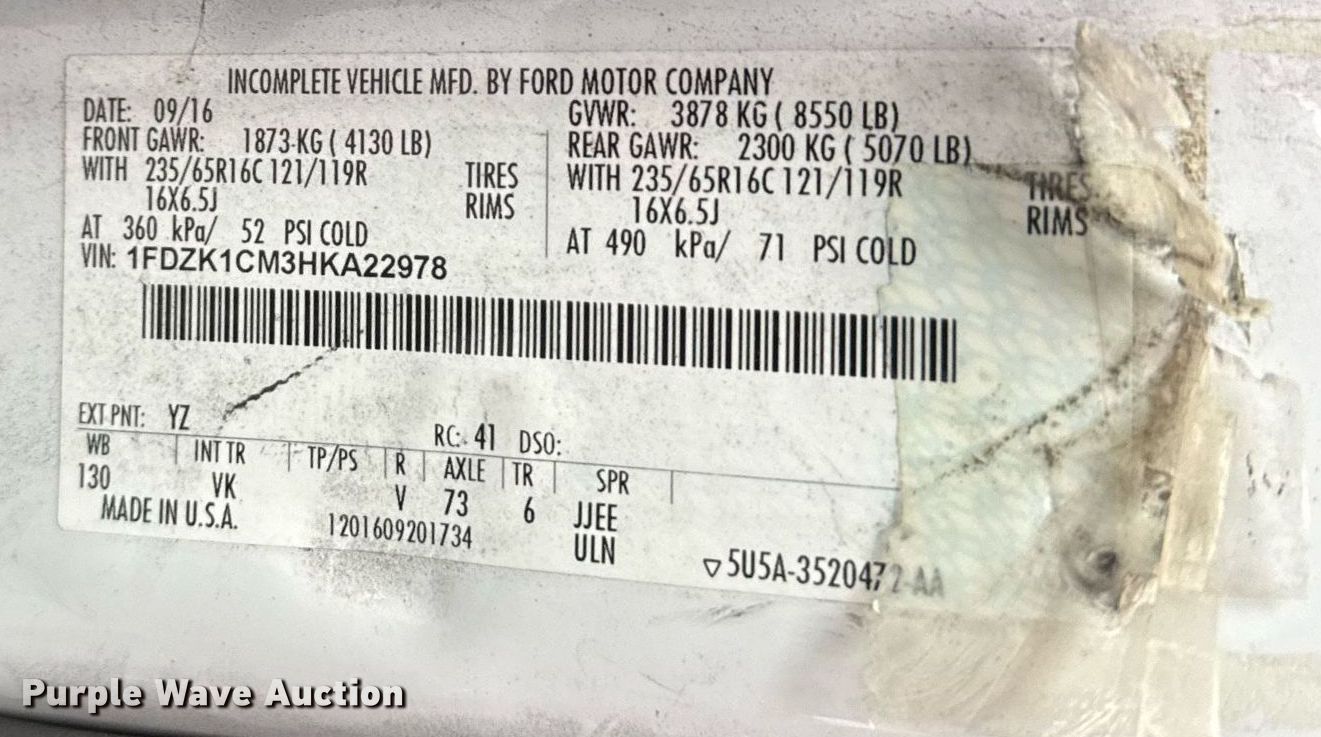 INCOMPLETE VEHICLE MFD. BY FORD MOTOR COMPANY
DATE: 09/16 GVWR: 3878 KG ( 8550 LB)
FRONT GAWR: 1873 KG ( 4130 LB) REAR GAWR: 2300 KG ( 5070 LB)
WITH 235/65R16C 121/119R TIRES WITH 235/65R16C 121/119R TIRES
16X6.5J RIMS 16X6.5J RIMS
AT 360 kPa/ 52 PSI COLD AT 490 kPa/ 71 PSI COLD
VIN: 1FDZK1CM3HKA22978
EXT PNT: YZ RC: 41 DSO:
WB INT TR TP/PS R AXLE TR SPR
130 VK V 73 6 JJEE
MADE IN U.S.A. 1201609201734 ULN
▽5U5A-3520472-AA
Purple Wave Auction